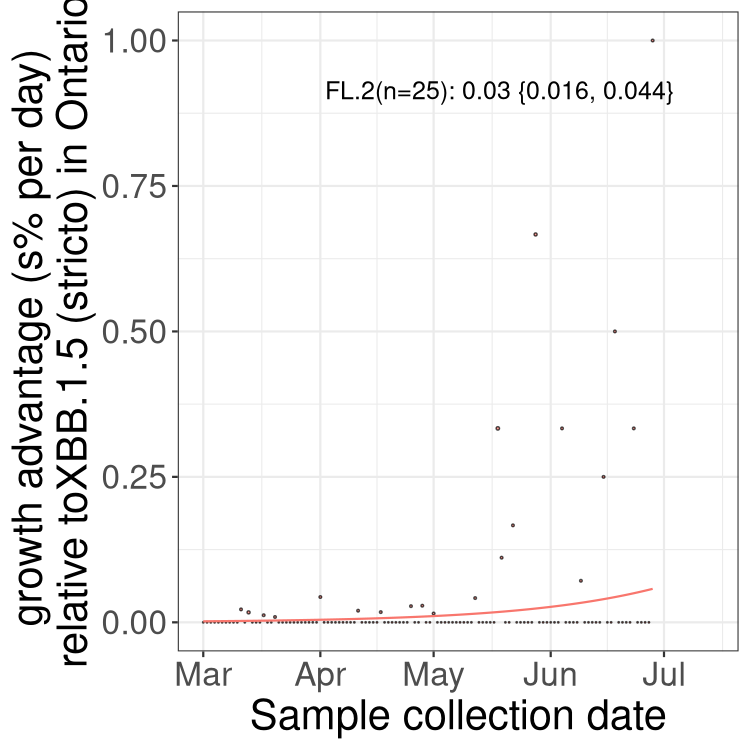 growth advantage (s% per day)
relative toXBB.1.5 (stricto) in Ontario
1.00
0.75
0.50
0.25
0.00
FL.2(n=25): 0.03 {0.016, 0.044}
Mar Apr May Jun Jul
Sample collection date